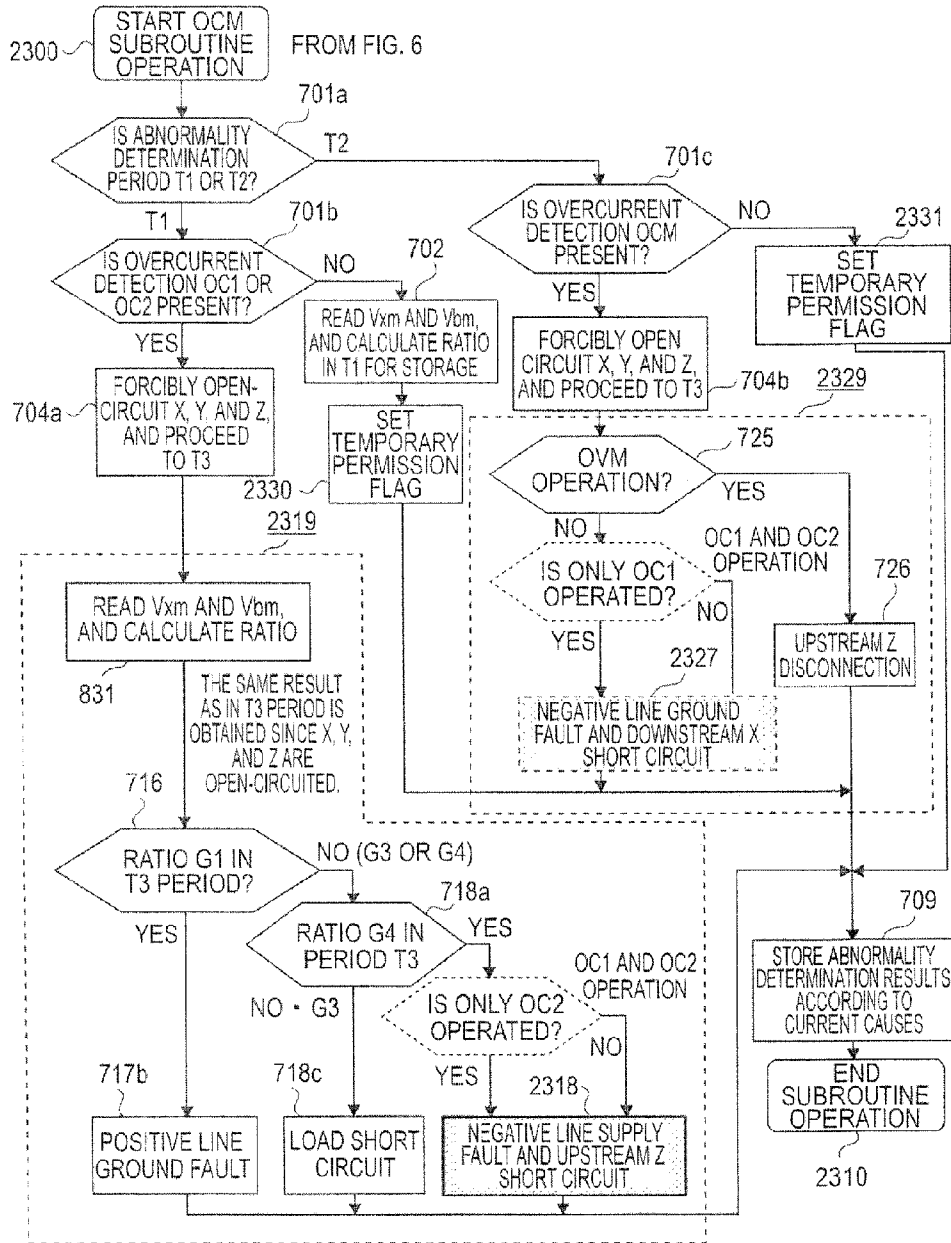 START OCM
SUBROUTINE
OPERATION
2300
FROM FIG. 6
701a
IS ABNORMALITY
DETERMINATION
PERIOD T1 OR T2?
T2
T1
701b
IS OVERCURRENT
DETECTION OC1 OR
OC2 PRESENT?
NO
YES
702
READ Vxm AND Vbm,
AND CALCULATE RATIO
IN T1 FOR STORAGE
701c
IS OVERCURRENT
DETECTION OCM
PRESENT?
NO
YES
2331
SET
TEMPORARY
PERMISSION
FLAG
704a
FORCIBLY OPEN-
CIRCUIT X, Y, AND Z,
AND PROCEED
TO T3
2330
SET
TEMPORARY
PERMISSION
FLAG
FORCIBLY OPEN
CIRCUIT X, Y, AND Z,
AND PROCEED TO T3
704b
2329
725
OVM
OPERATION?
YES
NO
OC1 AND OC2
OPERATION
IS ONLY OC1
OPERATED?
NO
YES
726
UPSTREAM Z
DISCONNECTION
2327
NEGATIVE LINE GROUND
FAULT AND DOWNSTREAM X
SHORT CIRCUIT
2319
READ Vxm AND Vbm,
AND CALCULATE RATIO
831
THE SAME RESULT
AS IN T3 PERIOD IS
OBTAINED SINCE X, Y,
AND Z ARE
OPEN-CIRCUITED.
716
RATIO G1 IN
T3 PERIOD?
NO (G3 OR G4)
YES
718a
RATIO G4 IN
PERIOD T3
YES
NO · G3
OC1 AND OC2
OPERATION
IS ONLY OC2
OPERATED?
NO
YES
717b
POSITIVE LINE
GROUND FAULT
718c
LOAD SHORT
CIRCUIT
2318
NEGATIVE LINE SUPPLY
FAULT AND UPSTREAM Z
SHORT CIRCUIT
709
STORE ABNORMALITY
DETERMINATION RESULTS
ACCORDING TO
CURRENT CAUSES
END
SUBROUTINE
OPERATION
2310